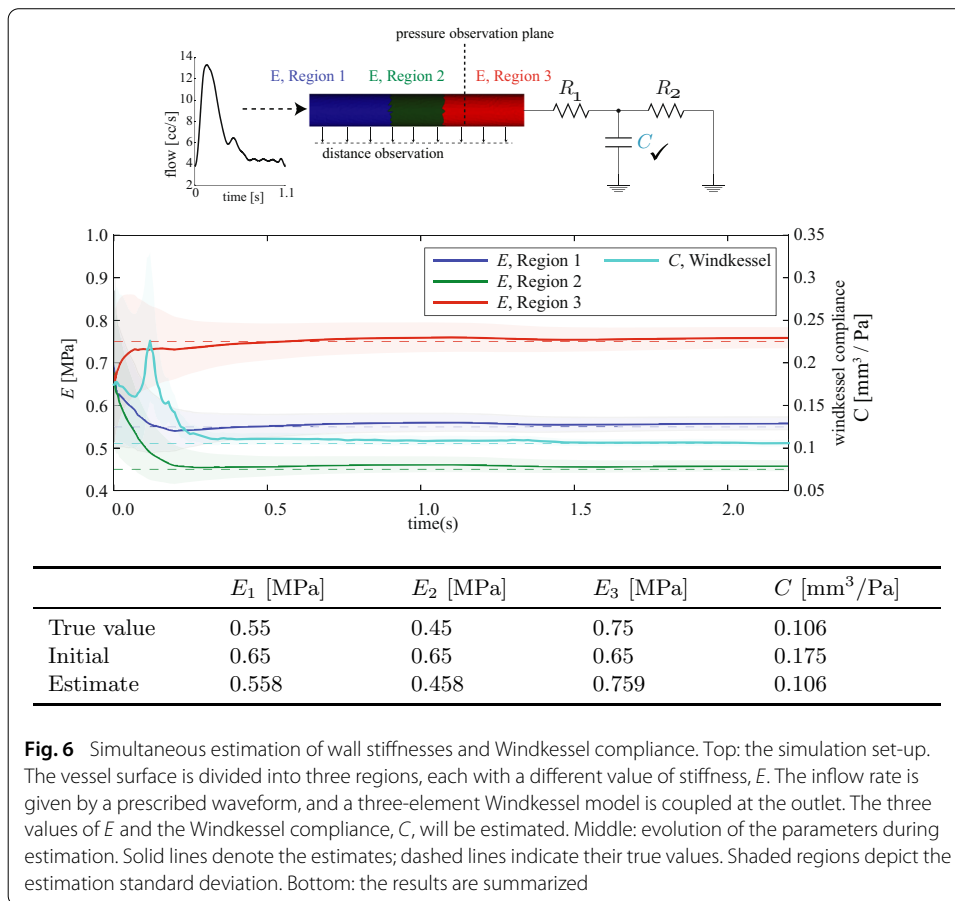 pressure observation plane
14
12
10
8
6
4
2
flow [cc/s]
0
1.1
time [s]
E, Region 1
E, Region 2
E, Region 3
distance observation
R₁
R₂
C
1.0
0.9
0.8
0.7
0.6
0.5
0.4
E [MPa]
E, Region 1
E, Region 2
E, Region 3
C, Windkessel
0.35
0.30
0.25
0.20
0.15
0.10
0.05
windkessel compliance
C [mm³ / Pa]
0.0 0.5 1.0 1.5 2.0
time(s)
E₁ [MPa] E₂ [MPa] E₃ [MPa] C [mm³/Pa]
True value 0.55 0.45 0.75 0.106
Initial 0.65 0.65 0.65 0.175
Estimate 0.558 0.458 0.759 0.106
Fig. 6 Simultaneous estimation of wall stiffnesses and Windkessel compliance. Top: the simulation set-up.
The vessel surface is divided into three regions, each with a different value of stiffness, E. The inflow rate is
given by a prescribed waveform, and a three-element Windkessel model is coupled at the outlet. The three
values of E and the Windkessel compliance, C, will be estimated. Middle: evolution of the parameters during
estimation. Solid lines denote the estimates; dashed lines indicate their true values. Shaded regions depict the
estimation standard deviation. Bottom: the results are summarized